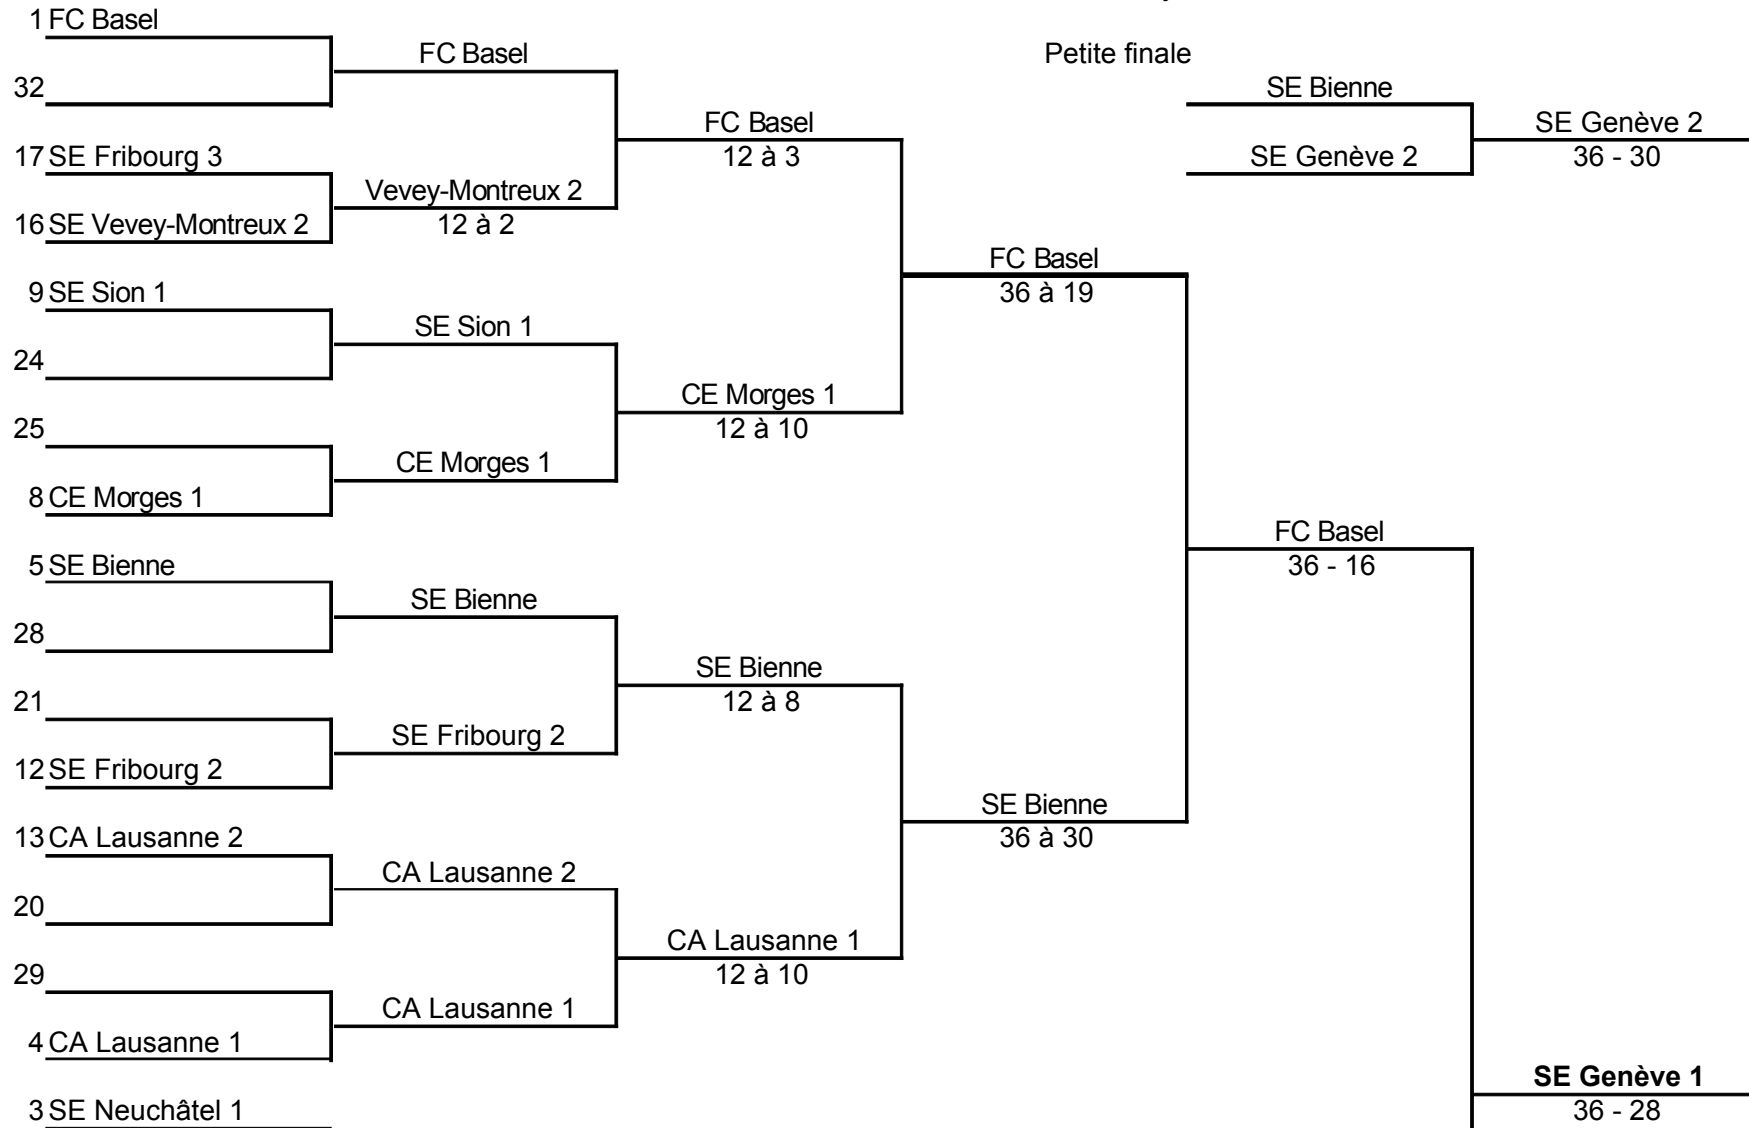 1 FC Basel
FC Basel
Petite finale
32
SE Bienne
FC Basel
SE Genève 2
17 SE Fribourg 3
12 à 3
SE Genève 2
36 - 30
Vevey-Montreux 2
16 SE Vevey-Montreux 2
12 à 2
FC Basel
9 SE Sion 1
36 à 19
SE Sion 1
24
CE Morges 1
25
12 à 10
CE Morges 1
8 CE Morges 1
FC Basel
5 SE Bienne
36 - 16
SE Bienne
28
SE Bienne
21
12 à 8
SE Fribourg 2
12 SE Fribourg 2
SE Bienne
13 CA Lausanne 2
36 à 30
CA Lausanne 2
20
CA Lausanne 1
29
12 à 10
CA Lausanne 1
4 CA Lausanne 1
SE Genève 1
3 SE Neuchâtel 1
36 - 28